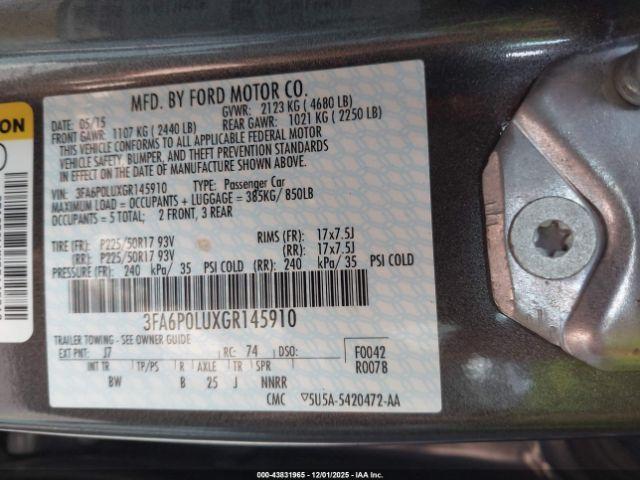 MFD. BY FORD MOTOR CO.
DATE: 05/15 GVWR: 2123 KG ( 4680 LB)
FRONT GAWR: 1107 KG ( 2440 LB) REAR GAWR: 1021 KG ( 2250 LB)
THIS VEHICLE CONFORMS TO ALL APPLICABLE FEDERAL MOTOR
VEHICLE SAFETY, BUMPER, AND THEFT PREVENTION STANDARDS
IN EFFECT ON THE DATE OF MANUFACTURE SHOWN ABOVE.
VIN: 3FA6P0LUXGR145910 TYPE: Passenger Car
MAXIMUM LOAD = OCCUPANTS + LUGGAGE = 385KG/ 850LB
OCCUPANTS = 5 TOTAL; 2 FRONT, 3 REAR
TIRE (FR): P225/50R17 93V RIMS (FR): 17x7.5J
(RR): P225/50R17 93V (RR): 17x7.5J
PRESSURE (FR): 240 kPa/ 35 PSI COLD (RR): 240 kPa/ 35 PSI COLD
3FA6P0LUXGR145910
TRAILER TOWING - SEE OWNER GUIDE
EXT PNT: J7 RC: 74 DSO: F0042
INT TR TP/PS R AXLE TR SPR R0078
BW B 25 J NNRR
CMC ▽5U5A-5420472-AA
ION
000-43831965 - 12/01/2025 - IAAI, Inc.